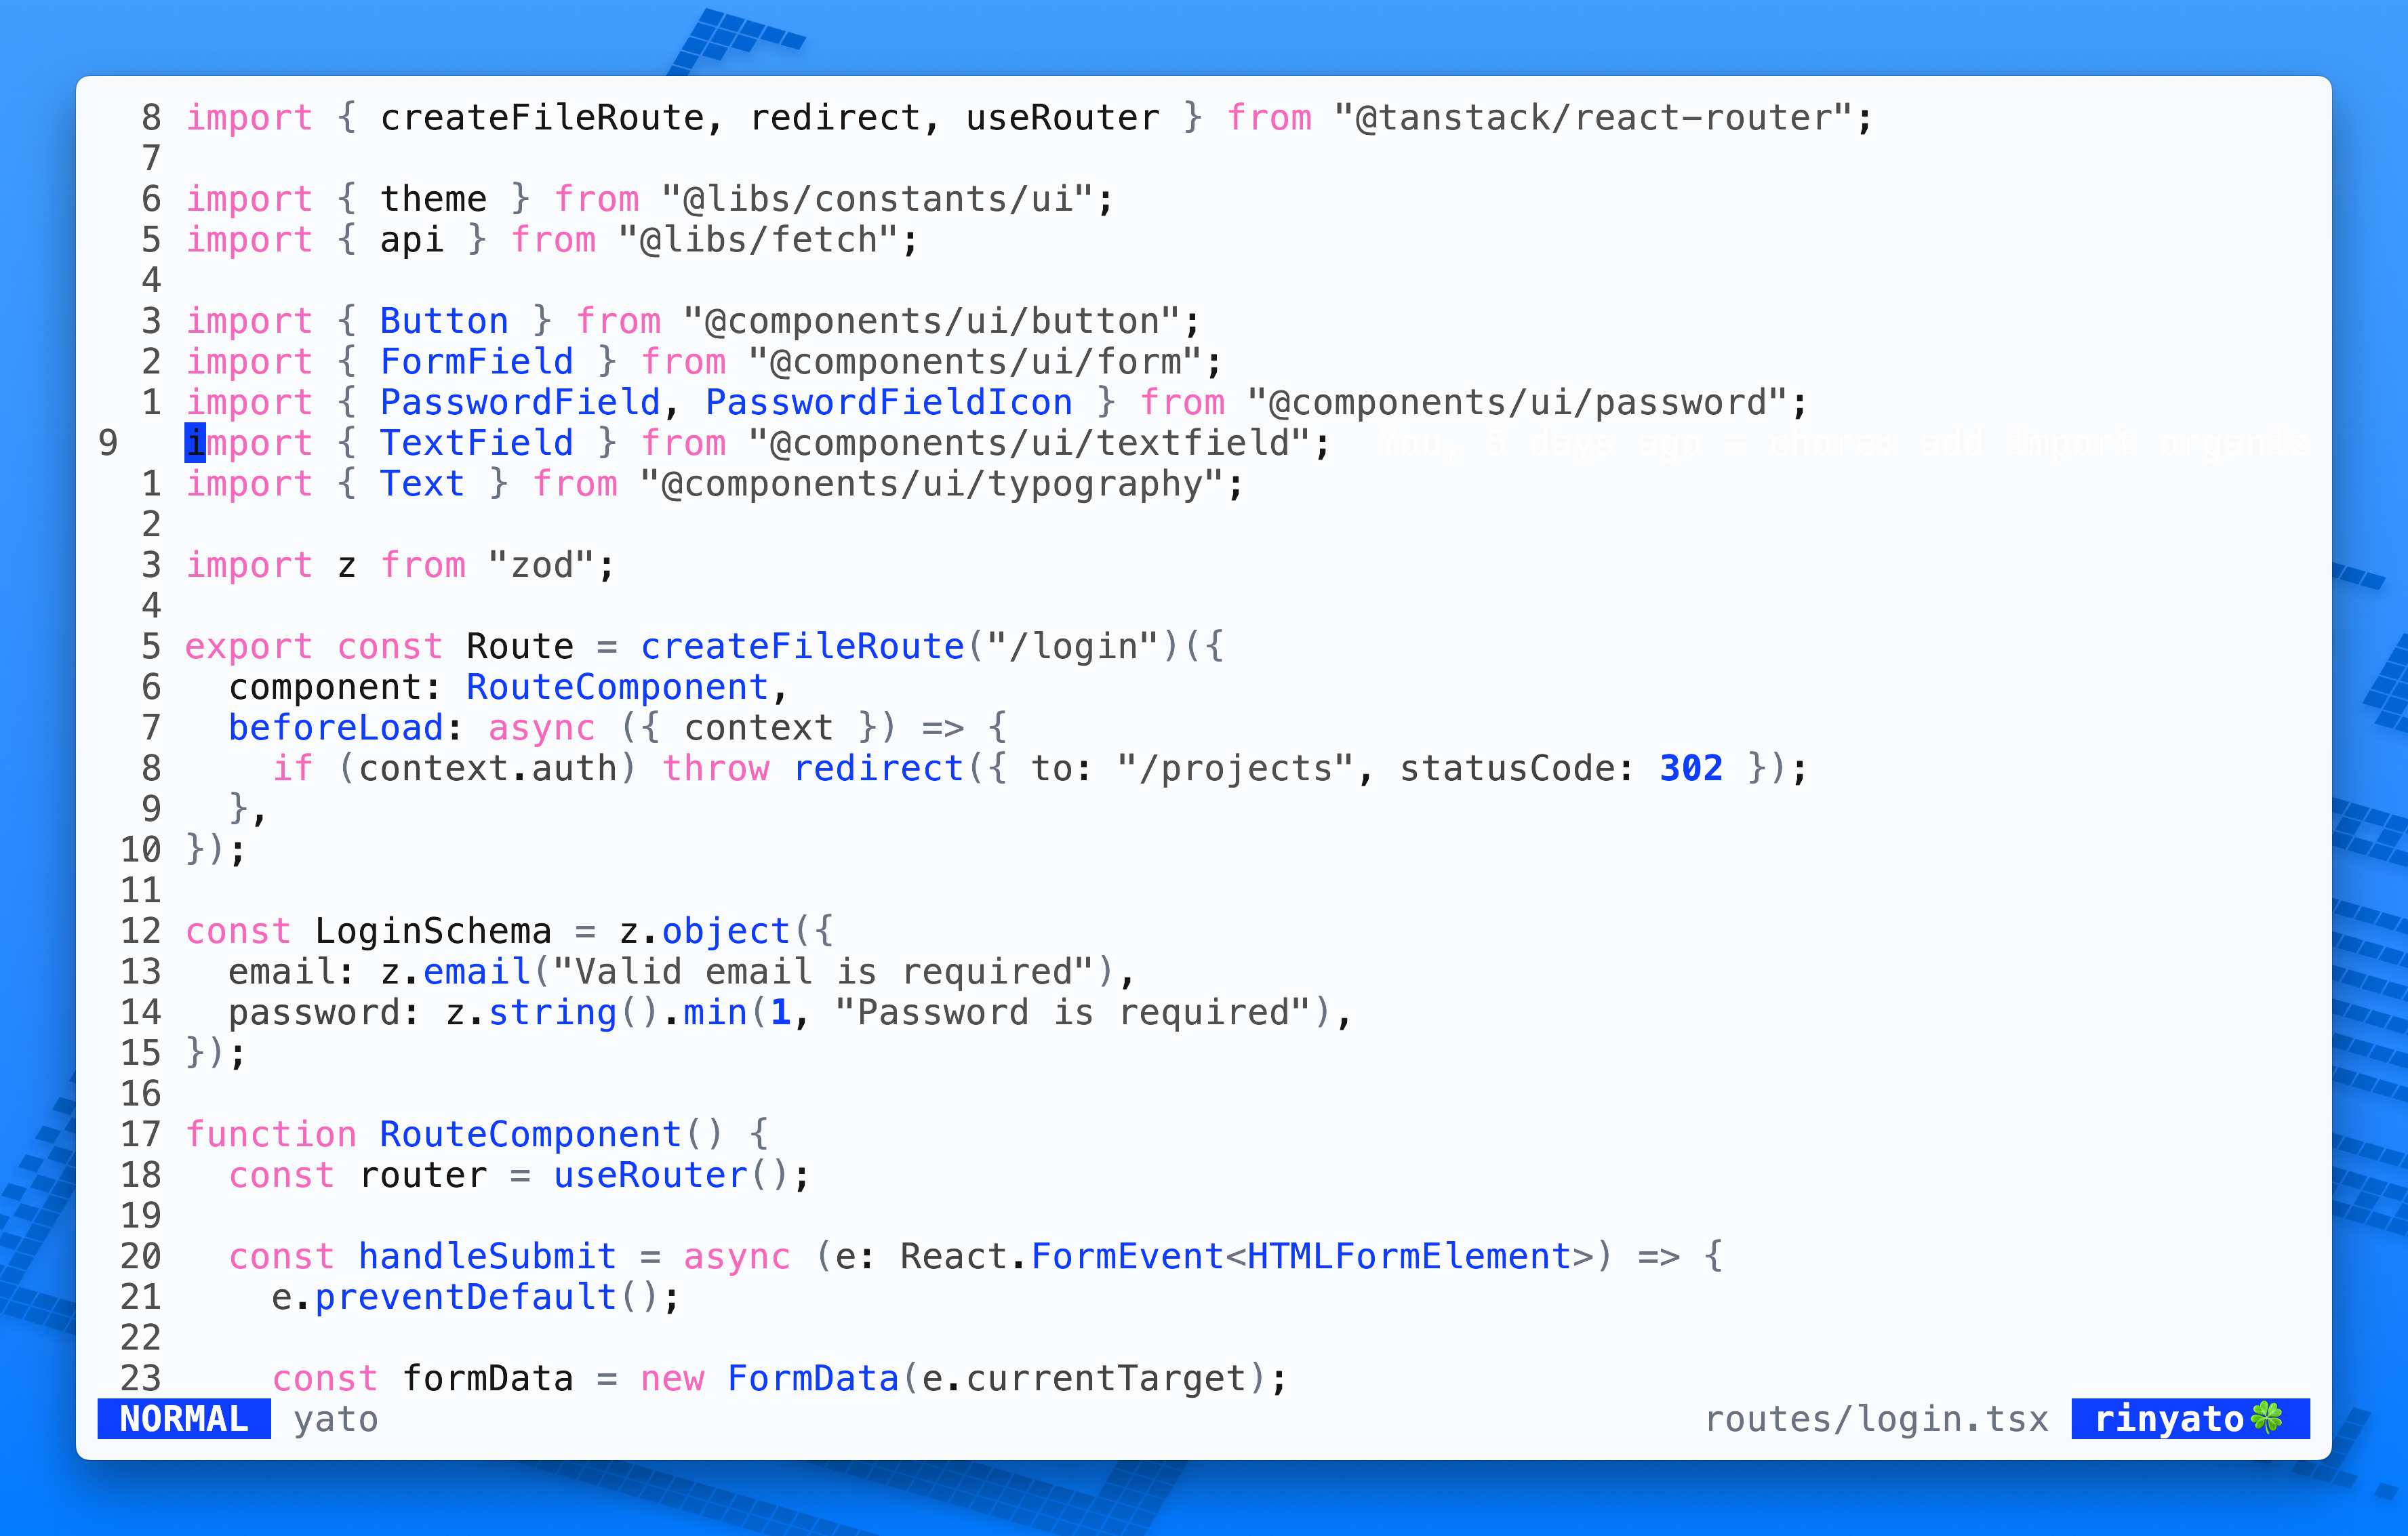 8 import { createFileRoute, redirect, useRouter } from "@tanstack/react-router";
7
6 import { theme } from "@libs/constants/ui";
5 import { api } from "@libs/fetch";
4
3 import { Button } from "@components/ui/button";
2 import { FormField } from "@components/ui/form";
1 import { PasswordField, PasswordFieldIcon } from "@components/ui/password";
9 import { TextField } from "@components/ui/textfield"; You, 5 days ago - chore: add import organiz
1 import { Text } from "@components/ui/typography";
2
3 import z from "zod";
4
5 export const Route = createFileRoute("/login")({
6   component: RouteComponent,
7   beforeLoad: async ({ context }) => {
8     if (context.auth) throw redirect({ to: "/projects", statusCode: 302 });
9   },
10 });
11
12 const LoginSchema = z.object({
13   email: z.email("Valid email is required"),
14   password: z.string().min(1, "Password is required"),
15 });
16
17 function RouteComponent() {
18   const router = useRouter();
19
20   const handleSubmit = async (e: React.FormEvent<HTMLFormElement>) => {
21     e.preventDefault();
22
23     const formData = new FormData(e.currentTarget);
NORMAL yato routes/login.tsx rinyato🍀